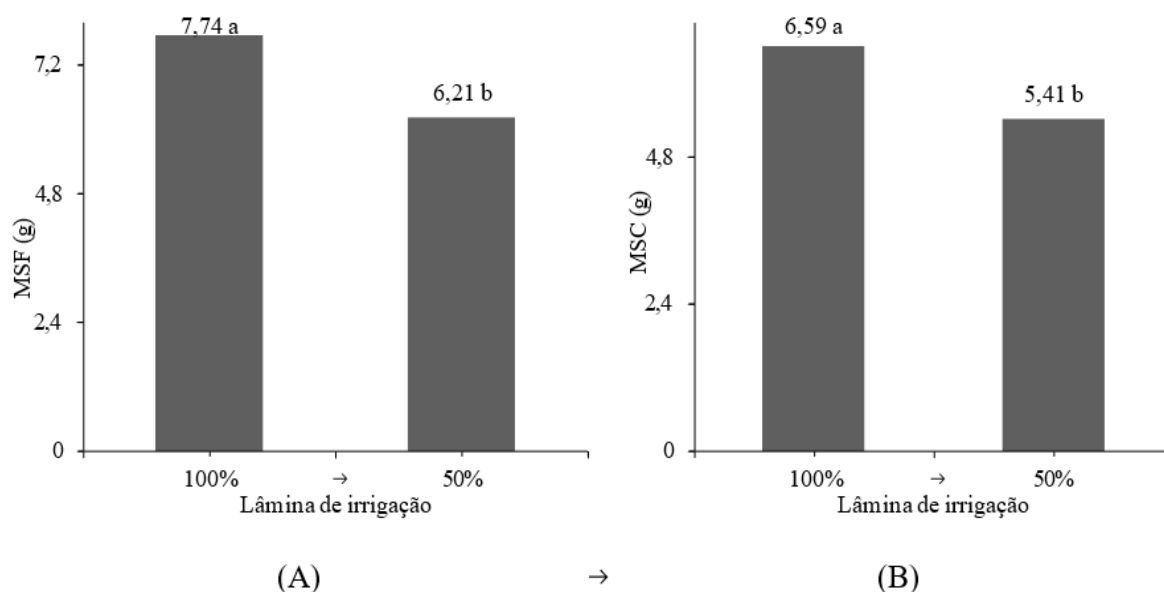 7,74 a
7,2
6,21 b
4,8
MSF (g)
2,4
0
100% → 50%
Lâmina de irrigação
6,59 a
5,41 b
4,8
MSC (g)
2,4
0
100% → 50%
Lâmina de irrigação
(A) → (B)